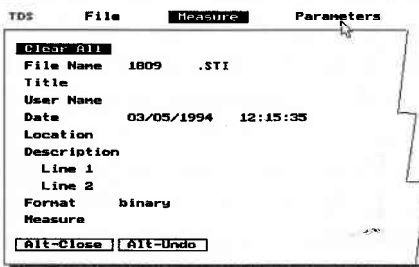 TDS File Measure Parameters
Clear All
File Name 1809 .STI
Title
User Name
Date 03/05/1994 12:15:35
Location
Description
Line 1
Line 2
Format binary
Measure
Alt-Close Alt-Undo